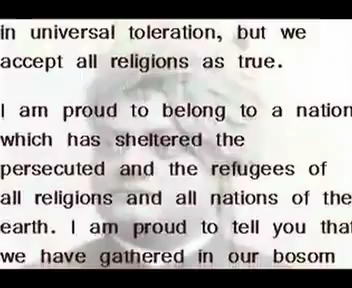 in universal toleration, but we
accept all religions as true.
I am proud to belong to a nation
which has sheltered the
persecuted and the refugees of
all religions and all nations of the
earth. I am proud to tell you that
we have gathered in our bosom